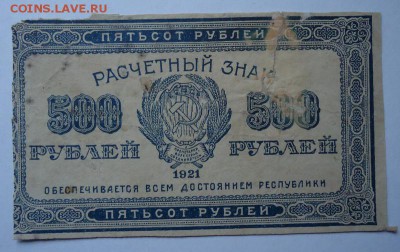 COINS.LAVE.RU
ПЯТЬСОТ РУБЛЕЙ
РАСЧЕТНЫЙ ЗНАК
500 500
РУБЛЕЙ РУБЛЕЙ
1921
ОБЕСПЕЧИВАЕТСЯ ВСЕМ ДОСТОЯНИЕМ РЕСПУБЛИКИ
ПЯТЬСОТ РУБЛЕЙ